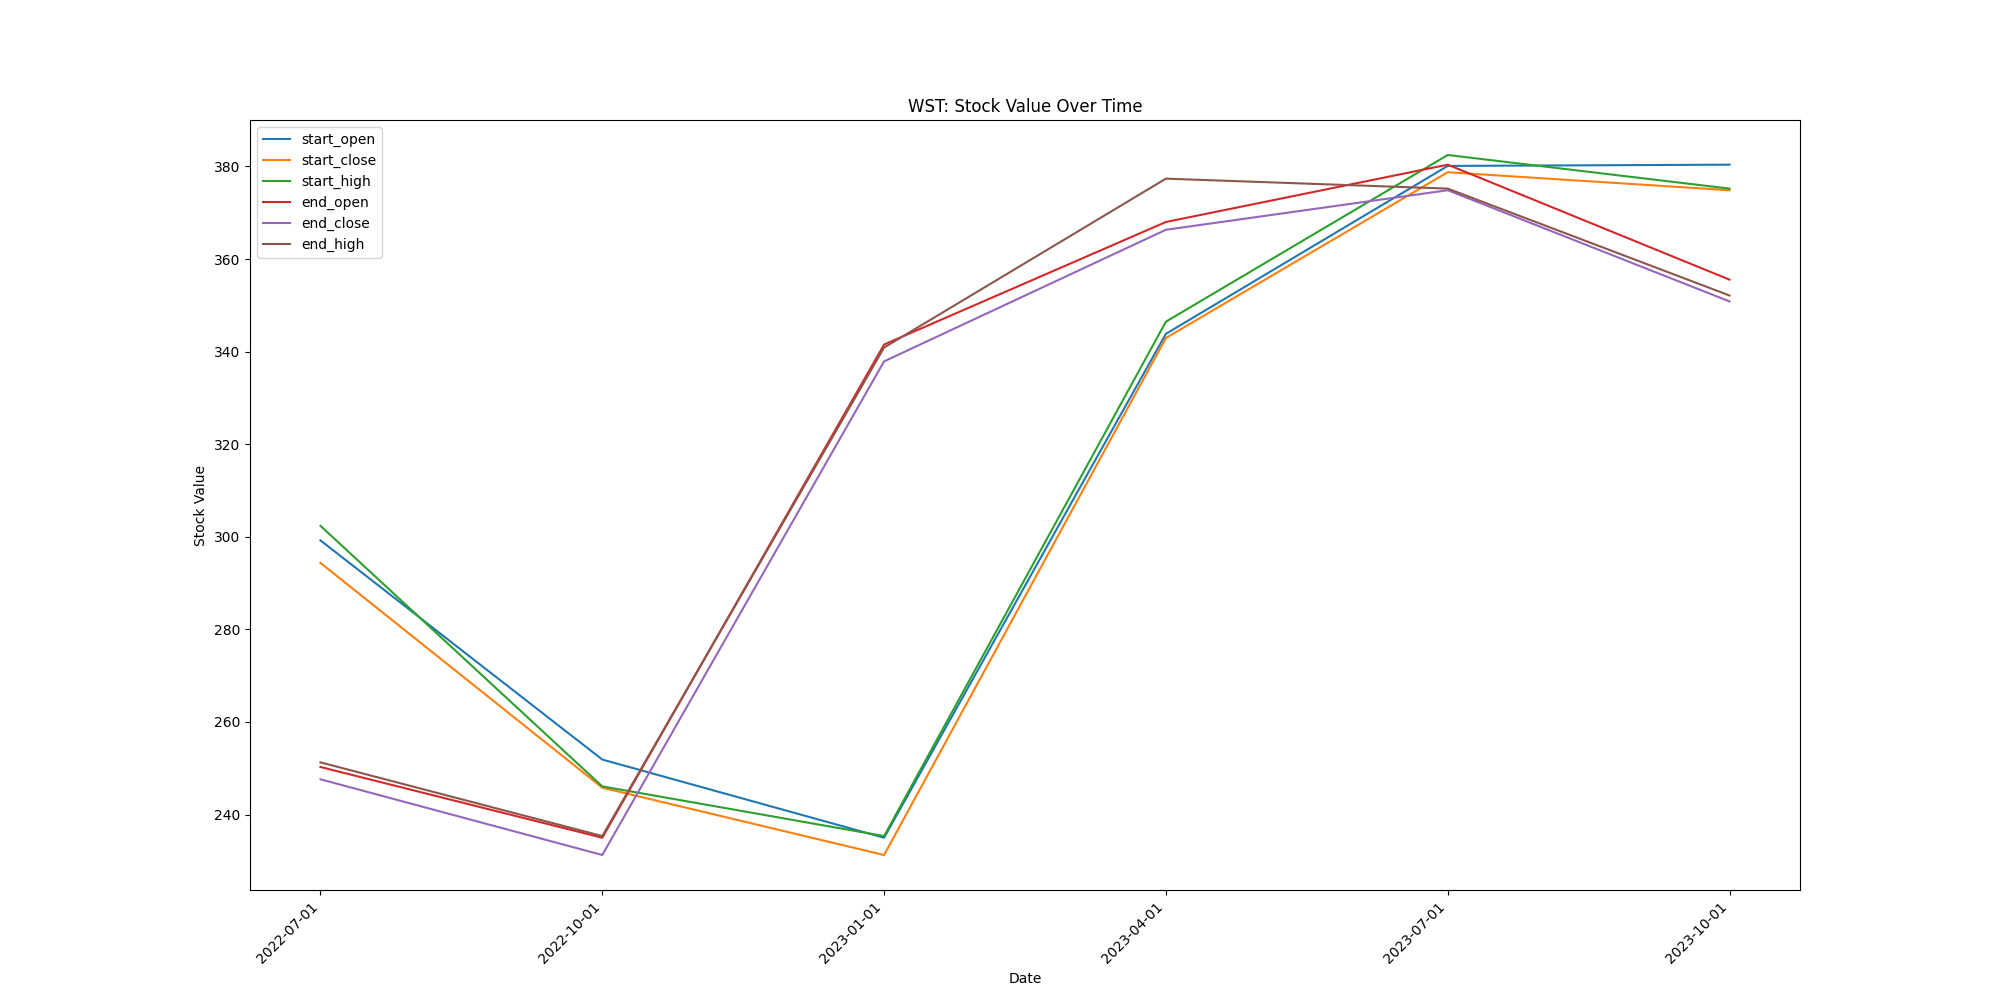 WST: Stock Value Over Time
start_open
start_close
start_high
end_open
end_close
end_high
Stock Value
380
360
340
320
300
280
260
240
2022-07-01
2022-10-01
2023-01-01
2023-04-01
2023-07-01
2023-10-01
Date